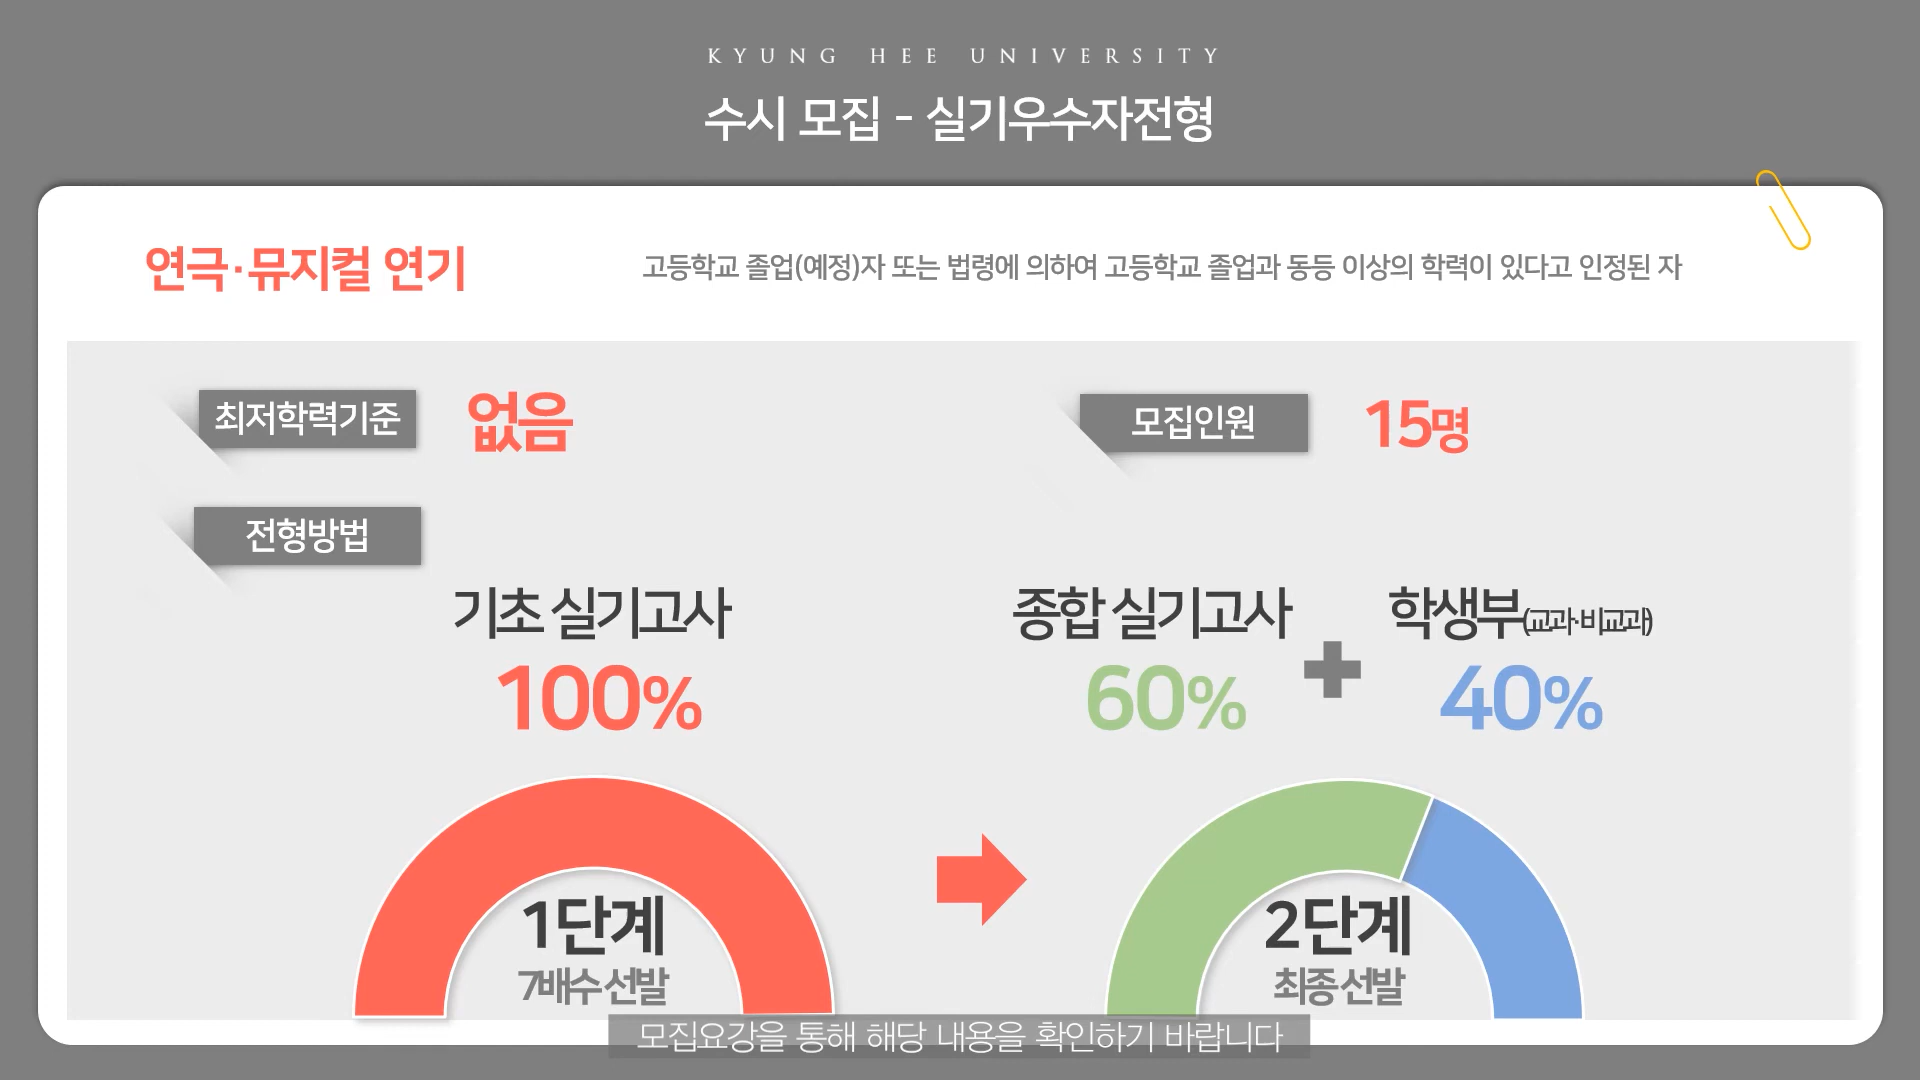 KYUNG HEE UNIVERSITY
수시 모집 - 실기우수자전형
연극·뮤지컬 연기
고등학교 졸업(예정)자 또는 법령에 의하여 고등학교 졸업과 동등 이상의 학력이 있다고 인정된 자
최저학력기준
없음
모집인원
15명
전형방법
기초 실기고사
100%
종합 실기고사
60%
학생부(교과·비교과)
40%
1단계
7배수 선발
2단계
최종 선발
모집요강을 통해 해당 내용을 확인하기 바랍니다